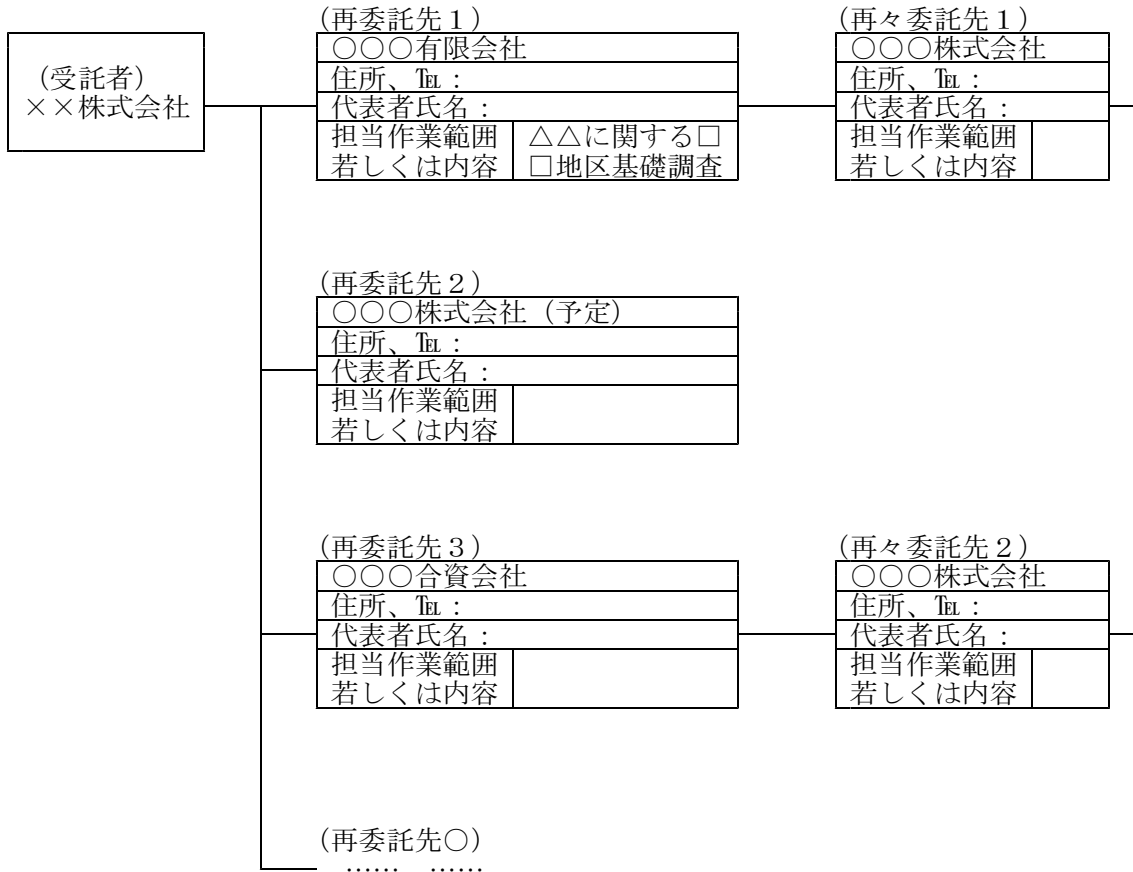 （受託者）
××株式会社
（再委託先１）
○○○有限会社
住所、℡：
代表者氏名：
担当作業範囲
若しくは内容
△△に関する□
□地区基礎調査
（再々委託先１）
○○○株式会社
住所、℡：
代表者氏名：
担当作業範囲
若しくは内容
（再委託先２）
○○○株式会社（予定）
住所、℡：
代表者氏名：
担当作業範囲
若しくは内容
（再委託先３）
○○○合資会社
住所、℡：
代表者氏名：
担当作業範囲
若しくは内容
（再々委託先２）
○○○株式会社
住所、℡：
代表者氏名：
担当作業範囲
若しくは内容
（再委託先○）
…… ……